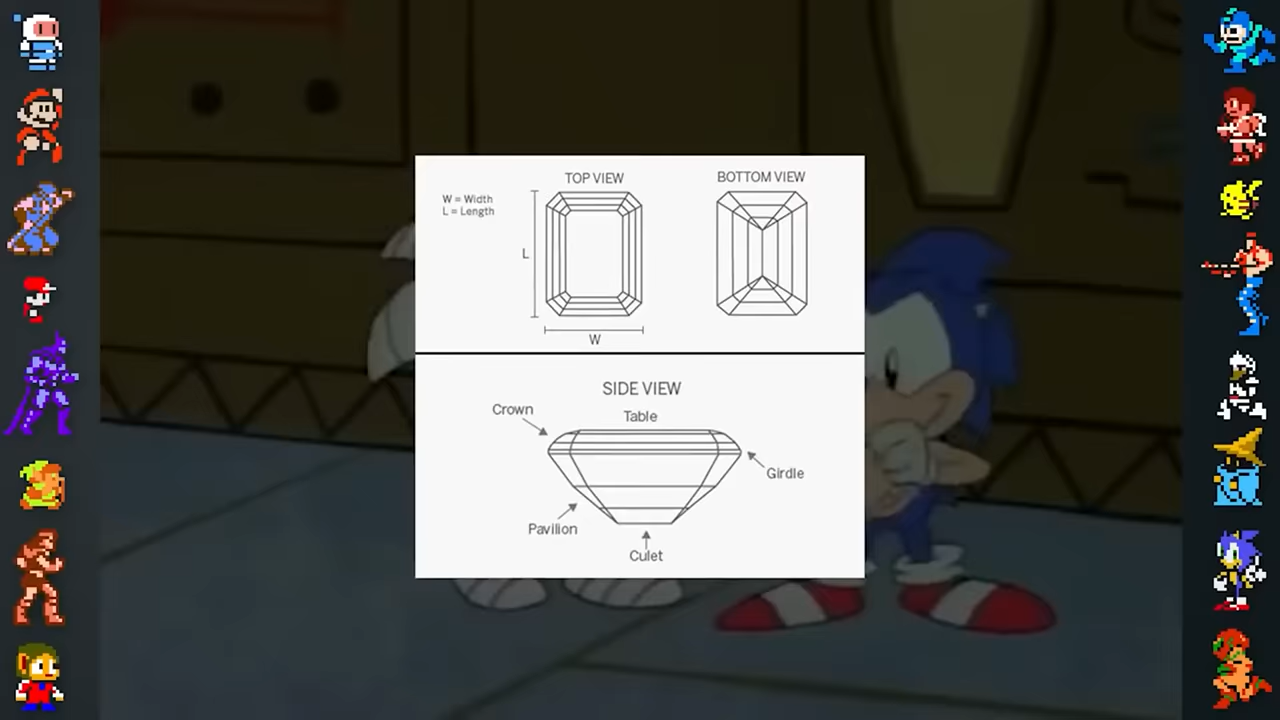 TOP VIEW
BOTTOM VIEW
W = Width
L = Length
L
W
SIDE VIEW
Crown
Table
Girdle
Pavilion
Culet